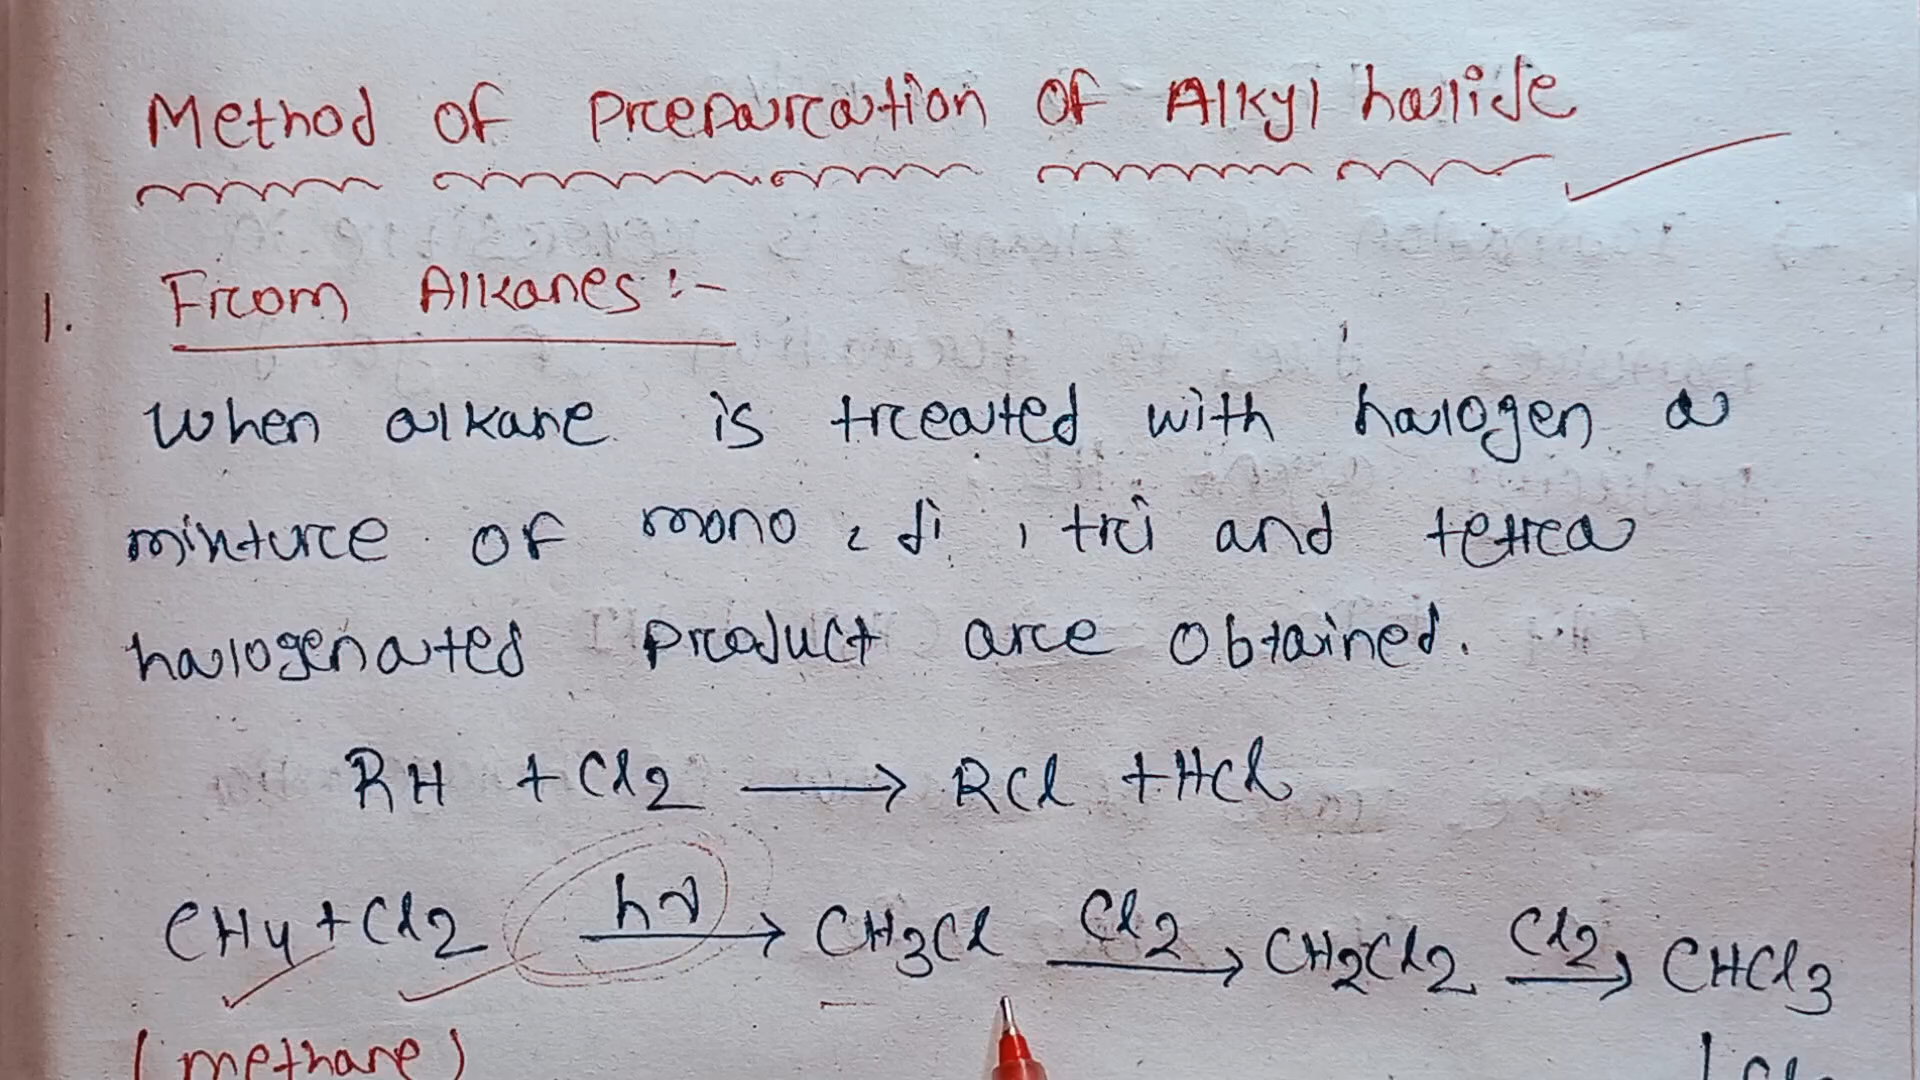 Method of Preparation of Alkyl halide
1. From Alkanes :-
When alkane is treated with halogen a
mixture of mono, di, tri and tetra
halogenated product are obtained.
RH + Cl2 ⟶ RCl + HCl
CH4 + Cl2 hν⟶ CH3Cl Cl2⟶ CH2Cl2 Cl2⟶ CHCl3
(methane)